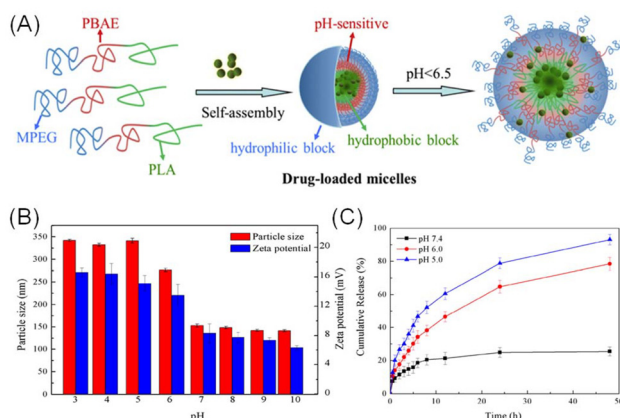 (A)
PBAE
MPEG
PLA
Self-assembly
pH-sensitive
hydrophilic block
hydrophobic block
pH<6.5
Drug-loaded micelles
(B)
Particle size
Zeta potential
Particle size (nm)
350
300
250
200
150
100
50
0
20
16
12
8
4
0
Zeta potential (mV)
3 4 5 6 7 8 9 10
pH
(C)
pH 7.4
pH 6.0
pH 5.0
Cumulative Release (%)
100
80
60
40
20
0
0 10 20 30 40 50
Time (h)